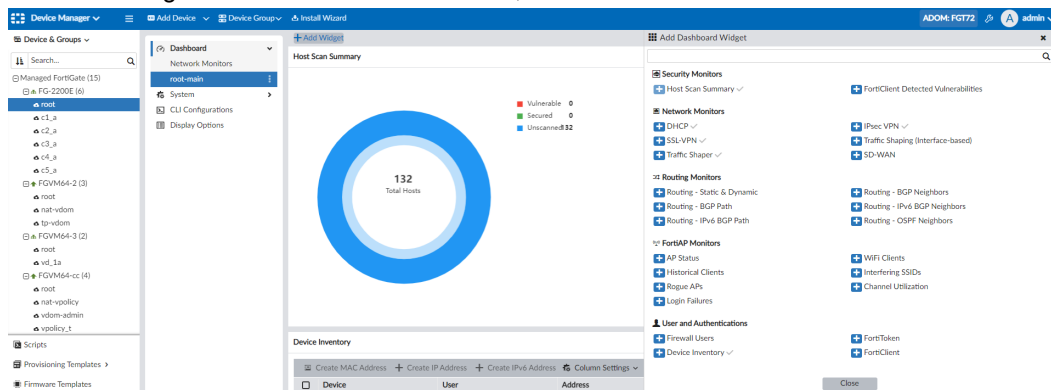 Device Manager
Add Device
Device Group
Install Wizard
ADOM: FGT72
A
admin
Device & Groups
Search...
Managed FortiGate (15)
FG-2200E (6)
root
c1_a
c2_a
c3_a
c4_a
c5_a
FGVM64-2 (3)
root
nat-vdom
tp-vdom
FGVM64-3 (2)
root
vd_1a
FGVM64-cc (4)
root
nat-vpolicy
vdom-admin
vpolicy_t
Scripts
Provisioning Templates
Firmware Templates
Dashboard
Network Monitors
root-main
System
CLI Configurations
Display Options
Add Widget
Host Scan Summary
Vulnerable 0
Secured 0
Unscanned 132
132
Total Hosts
Device Inventory
Create MAC Address
Create IP Address
Create IPv6 Address
Column Settings
Device
User
Address
Add Dashboard Widget
Security Monitors
Host Scan Summary
FortiClient Detected Vulnerabilities
Network Monitors
DHCP
IPsec VPN
SSL-VPN
Traffic Shaping (Interface-based)
Traffic Shaper
SD-WAN
Routing Monitors
Routing - Static & Dynamic
Routing - BGP Neighbors
Routing - BGP Path
Routing - IPv6 BGP Neighbors
Routing - IPv6 BGP Path
Routing - OSPF Neighbors
FortiAP Monitors
AP Status
WiFi Clients
Historical Clients
Interfering SSIDs
Rogue APs
Channel Utilization
Login Failures
User and Authentications
Firewall Users
FortiToken
Device Inventory
FortiClient
Close